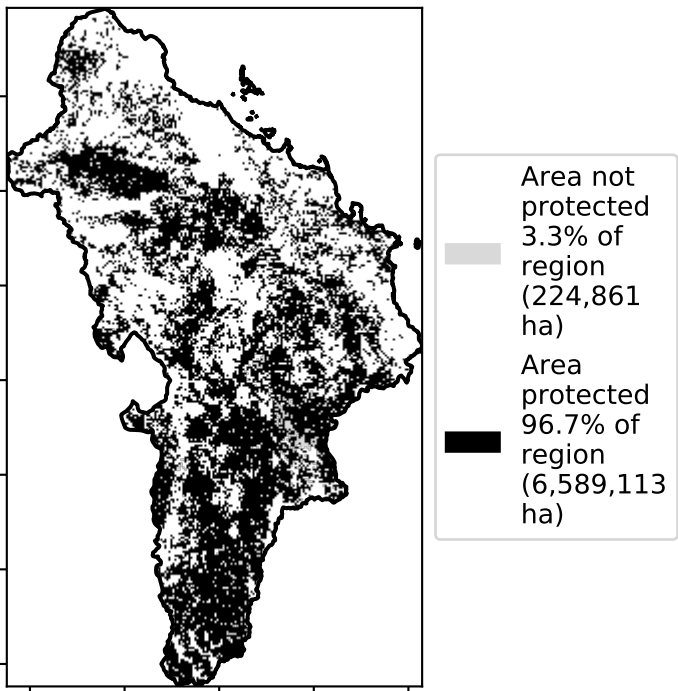 Area not
protected
3.3% of
region
(224,861
ha)
Area
protected
96.7% of
region
(6,589,113
ha)